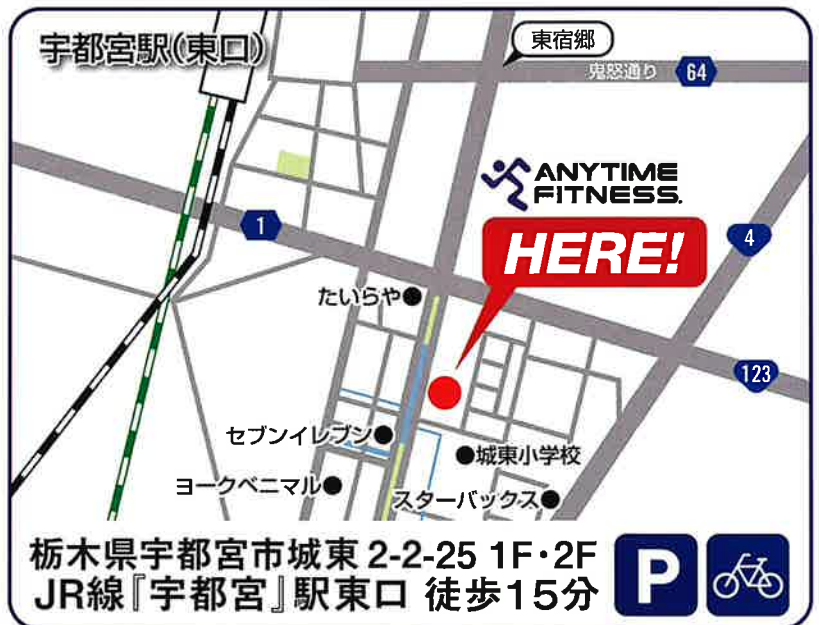 宇都宮駅(東口)
東宿郷
鬼怒通り 64
ANYTIME
FITNESS.
1
HERE!
4
たいらや
123
セブンイレブン
城東小学校
ヨークベニマル
スターバックス
栃木県宇都宮市城東 2-2-25 1F・2F
JR線『宇都宮』駅東口 徒歩15分
P